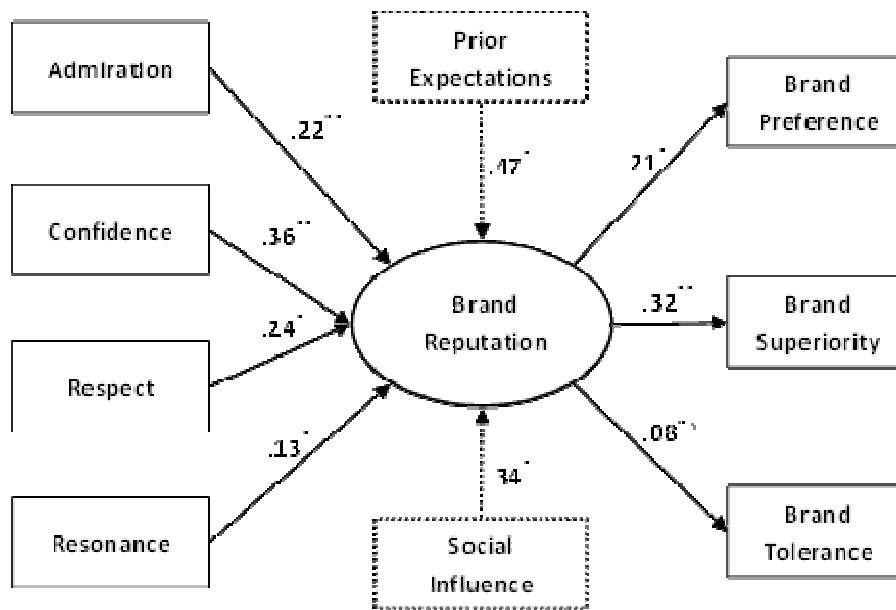 Admiration
Prior
Expectations
Brand
Preference
.22**
.47*
.21*
Confidence
.36**
Brand
Reputation
.32**
Brand
Superiority
.24*
Respect
.13*
.34*
.08**
Resonance
Social
Influence
Brand
Tolerance